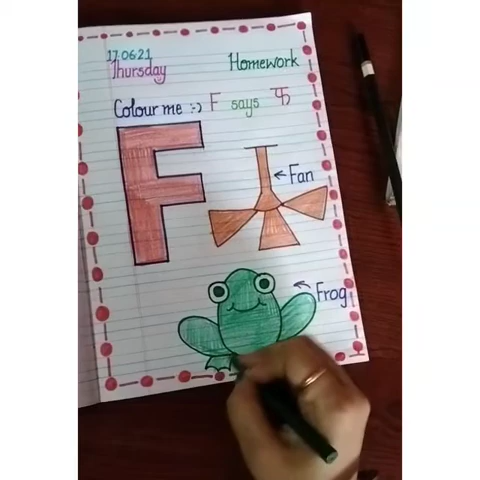 17.06.21
Thursday
Homework
Colour me :-) F says फ
F
Fan
Frog